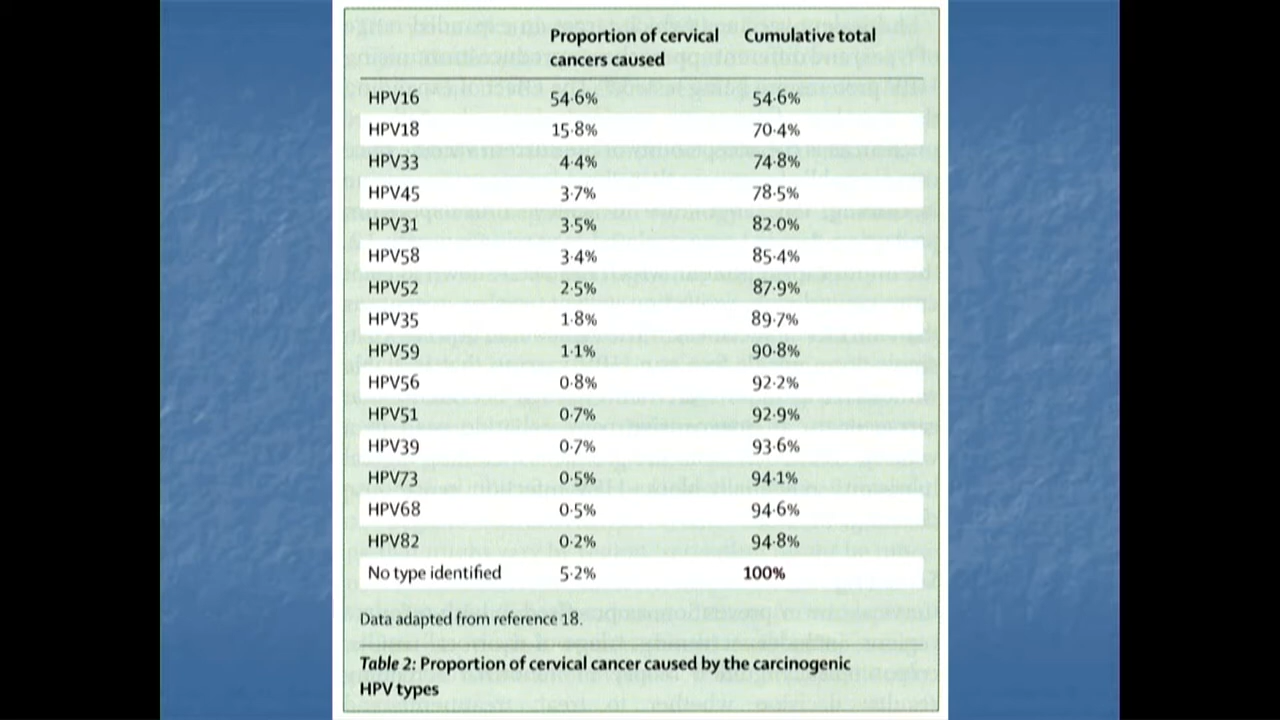 Proportion of cervical cancers caused Cumulative total
HPV16 54·6% 54·6%
HPV18 15·8% 70·4%
HPV33 4·4% 74·8%
HPV45 3·7% 78·5%
HPV31 3·5% 82·0%
HPV58 3·4% 85·4%
HPV52 2·5% 87·9%
HPV35 1·8% 89·7%
HPV59 1·1% 90·8%
HPV56 0·8% 92·2%
HPV51 0·7% 92·9%
HPV39 0·7% 93·6%
HPV73 0·5% 94·1%
HPV68 0·5% 94·6%
HPV82 0·2% 94·8%
No type identified 5·2% 100%
Data adapted from reference 18.
Table 2: Proportion of cervical cancer caused by the carcinogenic
HPV types